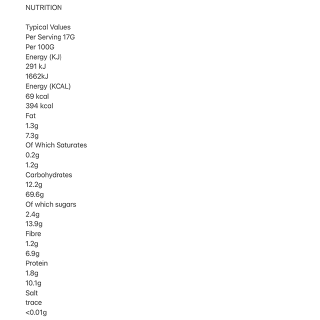 NUTRITION
Typical Values
Per Serving 17G
Per 100G
Energy (KJ)
291 kJ
1662kJ
Energy (KCAL)
69 kcal
394 kcal
Fat
1.3g
7.3g
Of Which Saturates
0.2g
1.2g
Carbohydrates
12.2g
69.6g
Of which sugars
2.4g
13.9g
Fibre
1.2g
6.9g
Protein
1.8g
10.1g
Salt
trace
<0.01g